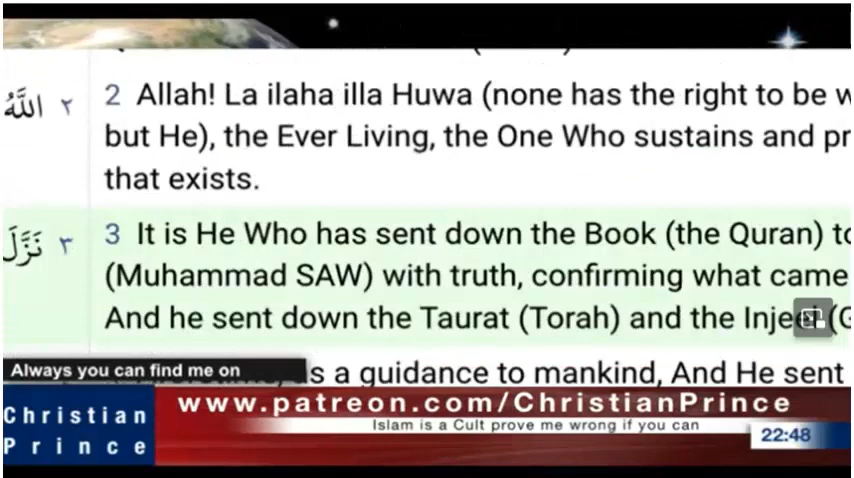 2 Allah! La ilaha illa Huwa (none has the right to be
اللَّهُ ٢
but He), the Ever Living, the One Who sustains and
that exists.
3 It is He Who has sent down the Book (the Quran)
نَزَّلَ ٣
(Muhammad SAW) with truth, confirming what came
And he sent down the Taurat (Torah) and the
as a guidance to mankind, And He sent
Always you can find me on
www.patreon.com/ChristianPrince
Christian
Prince
Islam is a Cult prove me wrong if you can
22:48